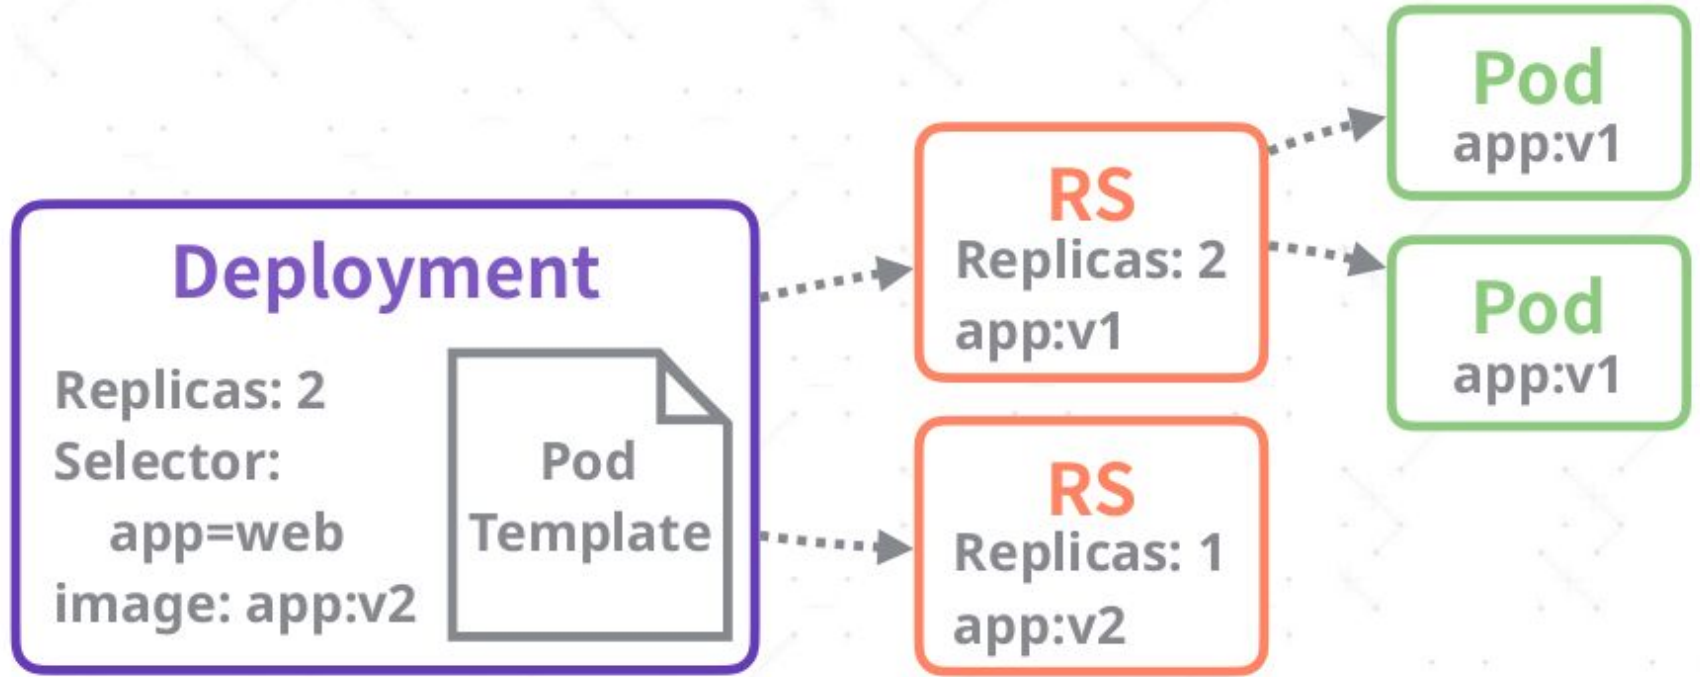 Deployment
Replicas: 2
Selector:
app=web
image: app:v2
Pod
Template
RS
Replicas: 2
app:v1
RS
Replicas: 1
app:v2
Pod
app:v1
Pod
app:v1